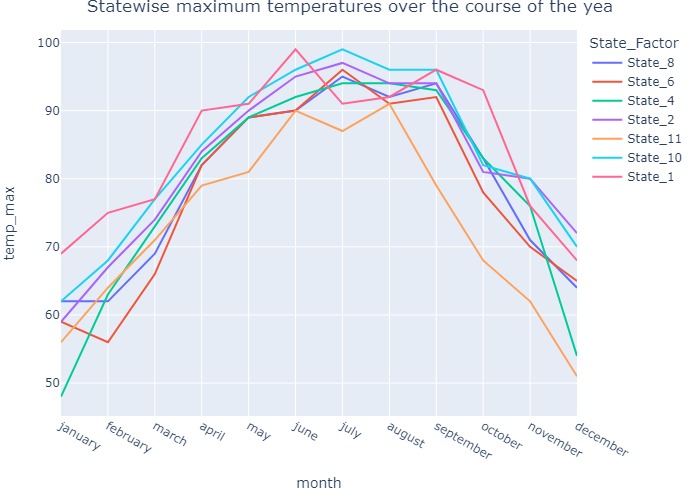 Statewise maximum temperatures over the course of the yea
State_Factor
State_8
State_6
State_4
State_2
State_11
State_10
State_1
temp_max
100
90
80
70
60
50
january
february
march
april
may
june
july
august
september
october
november
december
month